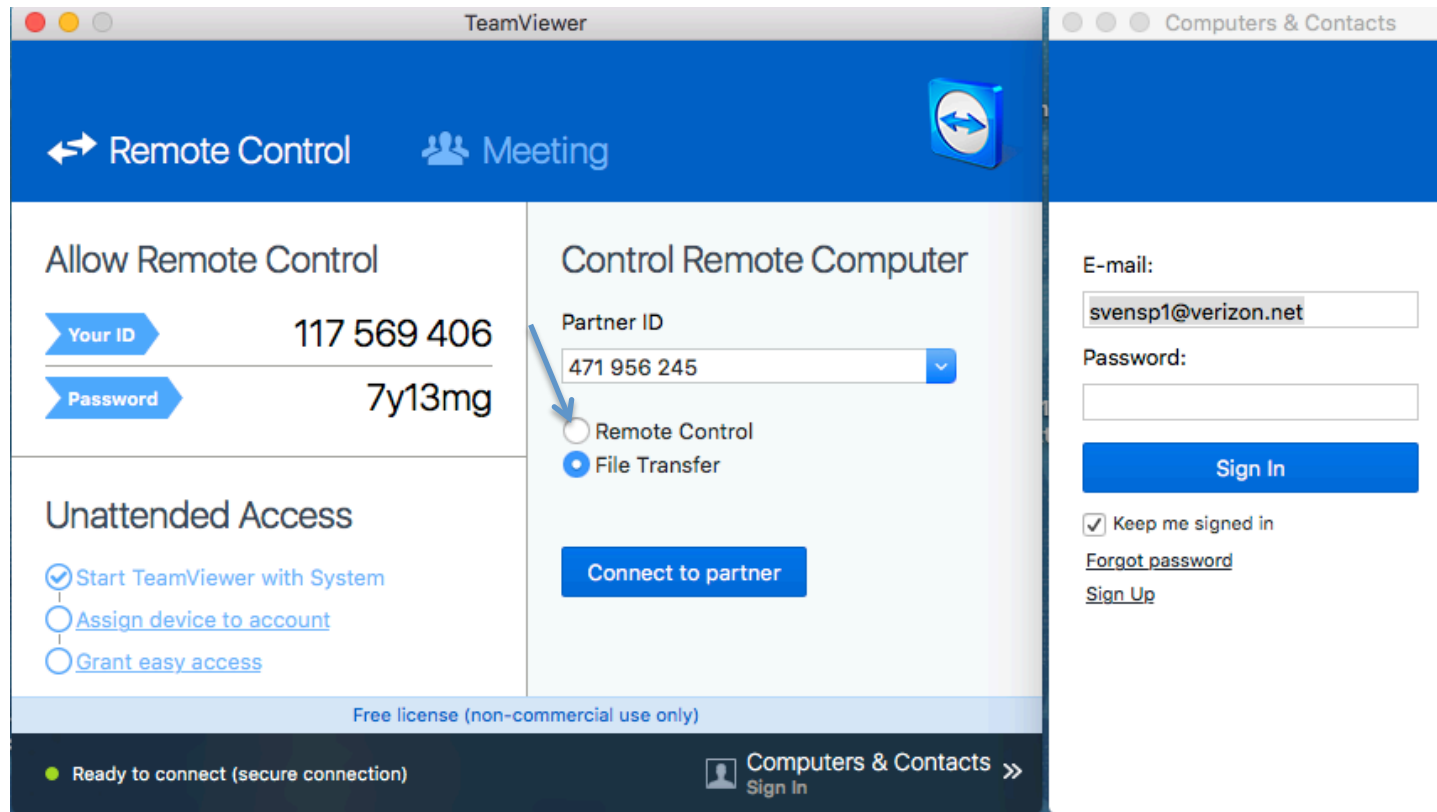 TeamViewer
Remote Control
Meeting
Allow Remote Control
Your ID
117 569 406
Password
7y13mg
Unattended Access
Start TeamViewer with System
Assign device to account
Grant easy access
Control Remote Computer
Partner ID
471 956 245
Remote Control
File Transfer
Connect to partner
Free license (non-commercial use only)
Ready to connect (secure connection)
Computers & Contacts »
Sign In
Computers & Contacts
E-mail:
svensp1@verizon.net
Password:
Sign In
Keep me signed in
Forgot password
Sign Up